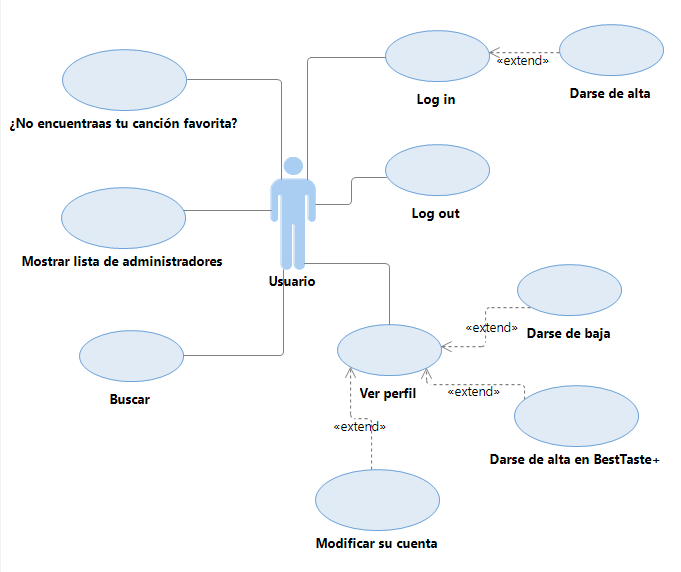 Log in
«extend»
Darse de alta
¿No encuentraas tu canción favorita?
Log out
Mostrar lista de administradores
Usuario
«extend»
Darse de baja
Ver perfil
«extend»
Buscar
«extend»
Darse de alta en BestTaste+
Modificar su cuenta